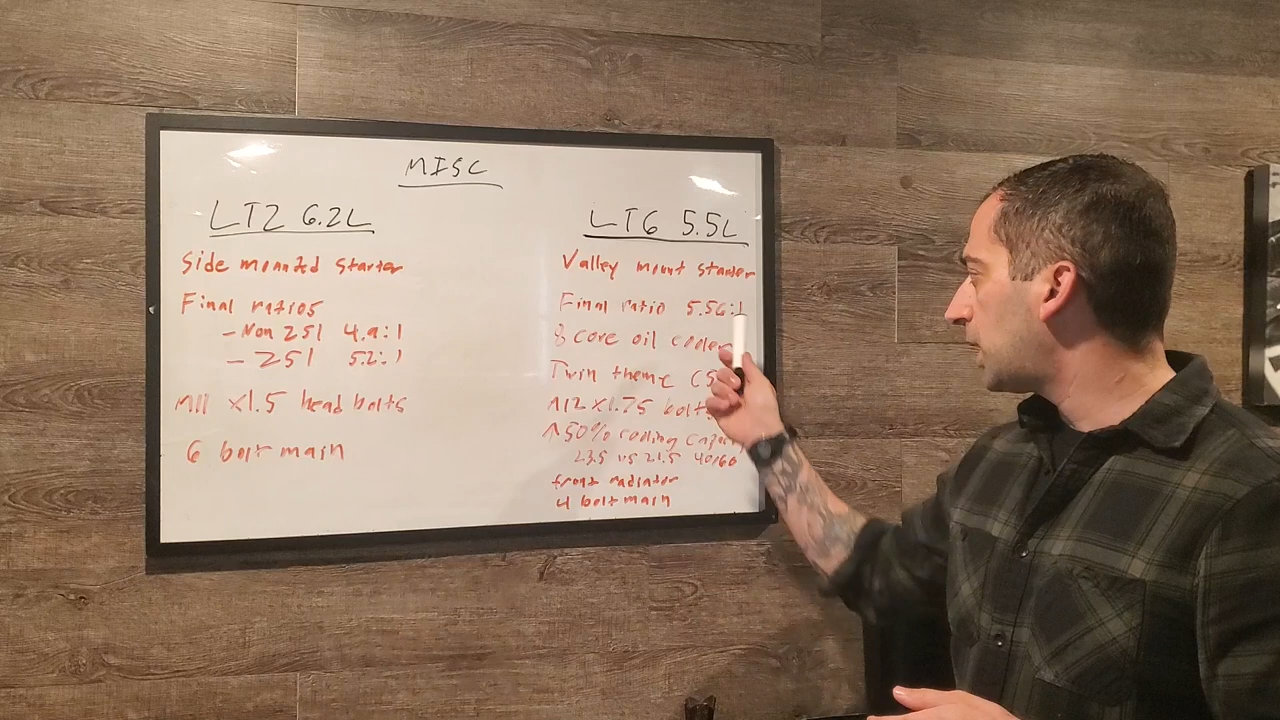 MISC
LT2 6.2L
Side mounted starter
Final ratios
- Non Z51 4.9:1
- Z51 5.2:1
M11 x1.5 head bolts
6 bolt main
LT6 5.5L
Valley mount starter
Final ratio 5.56:1
8 core oil cooler
Twin theme
M12 x1.75 bolts
↑50% cooling
23.5 vs 21.5 40/60
front radiator
4 bolt main